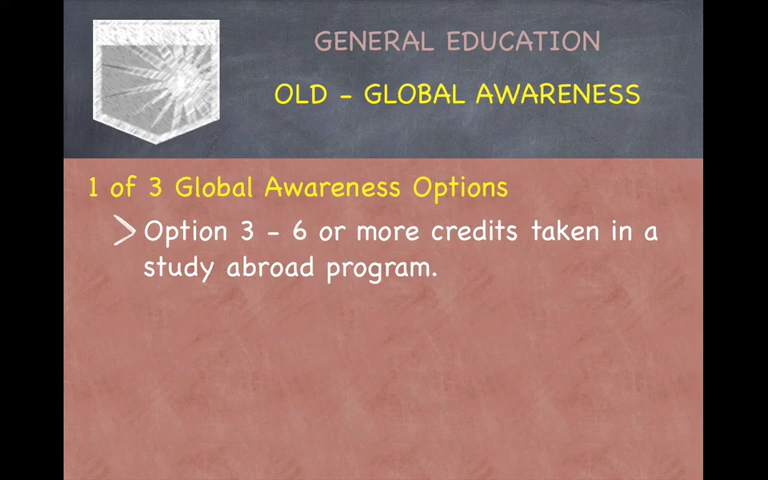 GENERAL EDUCATION
OLD – GLOBAL AWARENESS
1 of 3 Global Awareness Options
Option 3 – 6 or more credits taken in a
study abroad program.